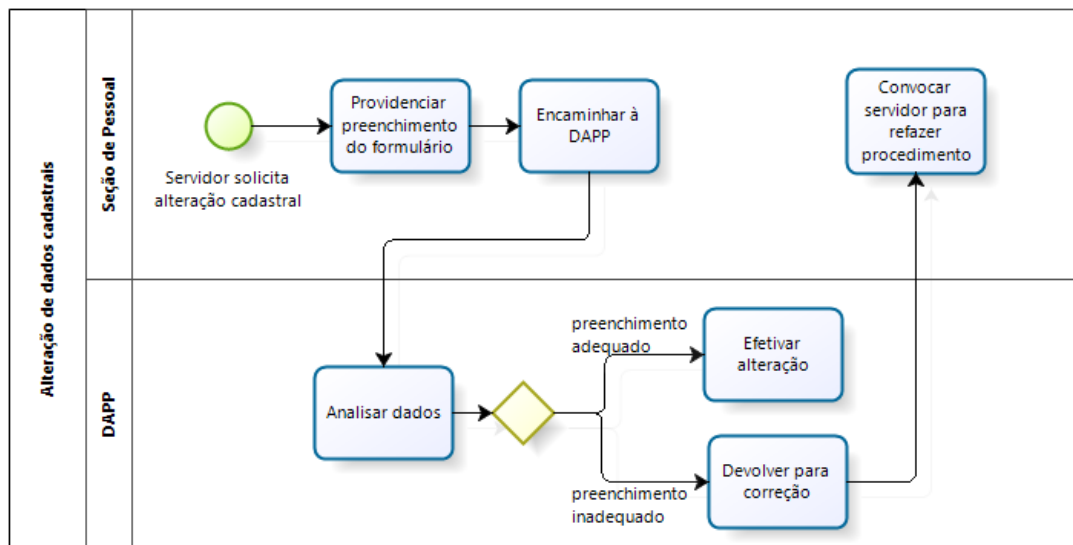 Alteração de dados cadastrais
Seção de Pessoal
Servidor solicita
alteração cadastral
Providenciar
preenchimento
do formulário
Encaminhar à
DAPP
Convocar
servidor para
refazer
procedimento
DAPP
Analisar dados
preenchimento
adequado
Efetivar
alteração
preenchimento
inadequado
Devolver para
correção